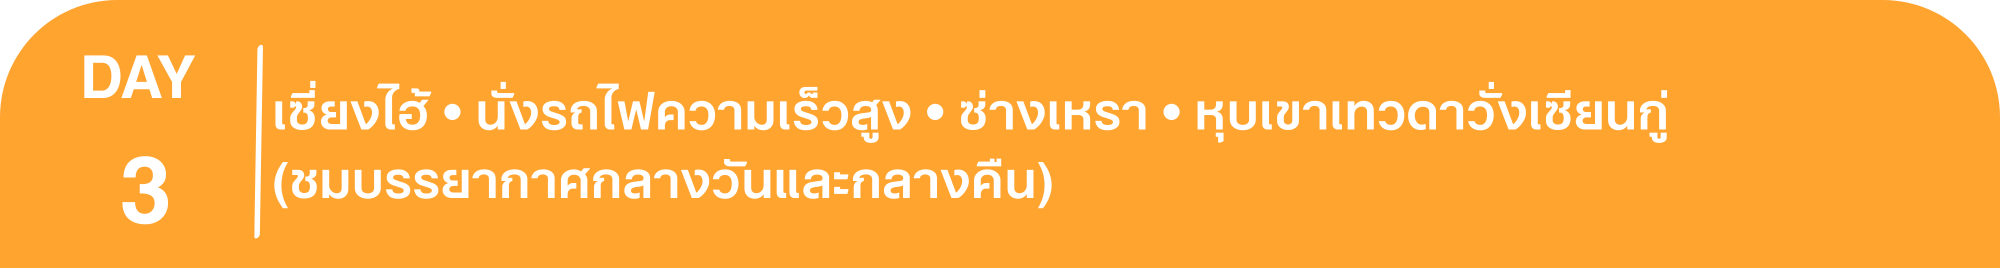 DAY
3
เซี่ยงไฮ้ • นั่งรถไฟความเร็วสูง • ซ่างเหรา • หุบเขาเทวดาวั่งเซียนกู่
(ชมบรรยากาศกลางวันและกลางคืน)